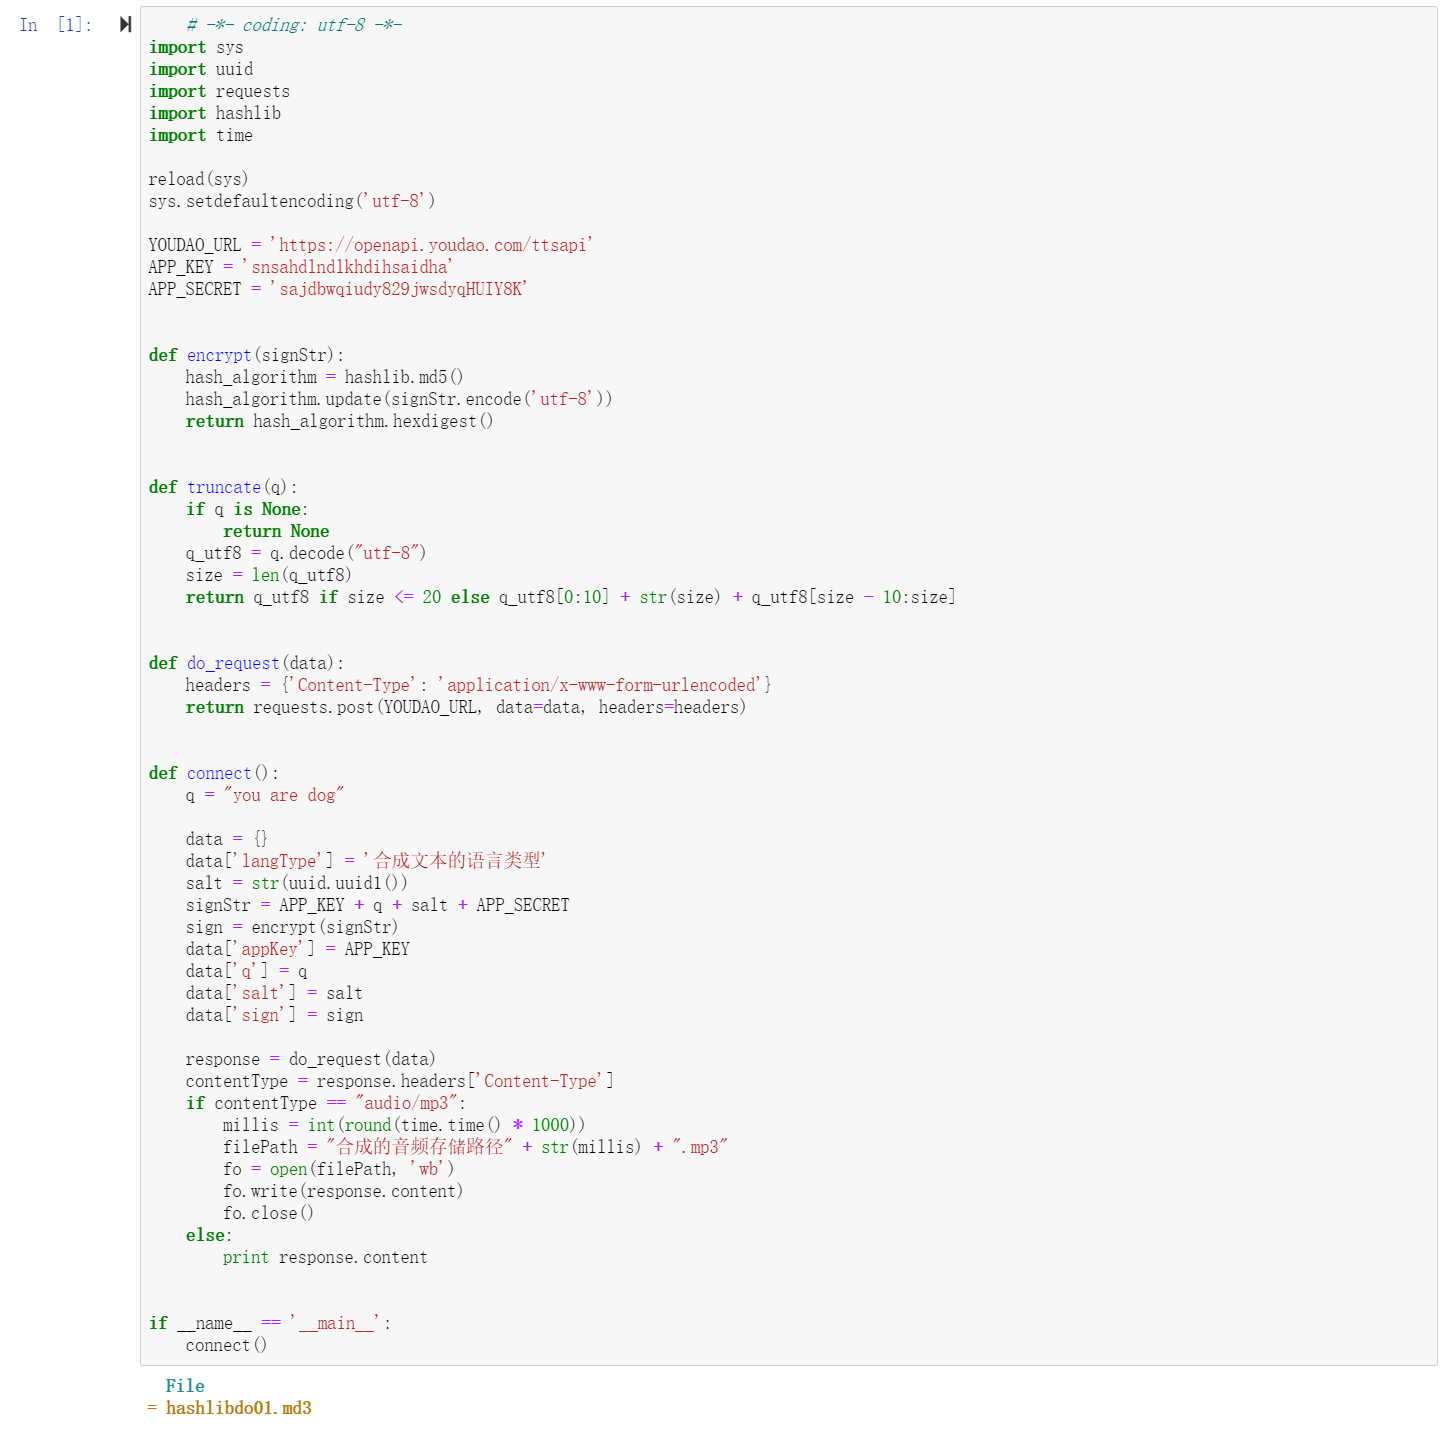 In [1]:
# -*- coding: utf-8 -*-
import sys
import uuid
import requests
import hashlib
import time
reload(sys)
sys.setdefaultencoding('utf-8')
YOUDAO_URL = 'https://openapi.youdao.com/ttsapi'
APP_KEY = 'snsahdlndlkhdihsaidha'
APP_SECRET = 'sajdbwqiudy829jwsdyqHUIY8K'
def encrypt(signStr):
    hash_algorithm = hashlib.md5()
    hash_algorithm.update(signStr.encode('utf-8'))
    return hash_algorithm.hexdigest()
def truncate(q):
    if q is None:
        return None
    q_utf8 = q.decode("utf-8")
    size = len(q_utf8)
    return q_utf8 if size <= 20 else q_utf8[0:10] + str(size) + q_utf8[size - 10:size]
def do_request(data):
    headers = {'Content-Type': 'application/x-www-form-urlencoded'}
    return requests.post(YOUDAO_URL, data=data, headers=headers)
def connect():
    q = "you are dog"
    data = {}
    data['langType'] = '合成文本的语言类型'
    salt = str(uuid.uuid1())
    signStr = APP_KEY + q + salt + APP_SECRET
    sign = encrypt(signStr)
    data['appKey'] = APP_KEY
    data['q'] = q
    data['salt'] = salt
    data['sign'] = sign
    response = do_request(data)
    contentType = response.headers['Content-Type']
    if contentType == "audio/mp3":
        millis = int(round(time.time() * 1000))
        filePath = "合成的音频存储路径" + str(millis) + ".mp3"
        fo = open(filePath, 'wb')
        fo.write(response.content)
        fo.close()
    else:
        print response.content
if __name__ == '__main__':
    connect()
File
= hashlibdo01.md3